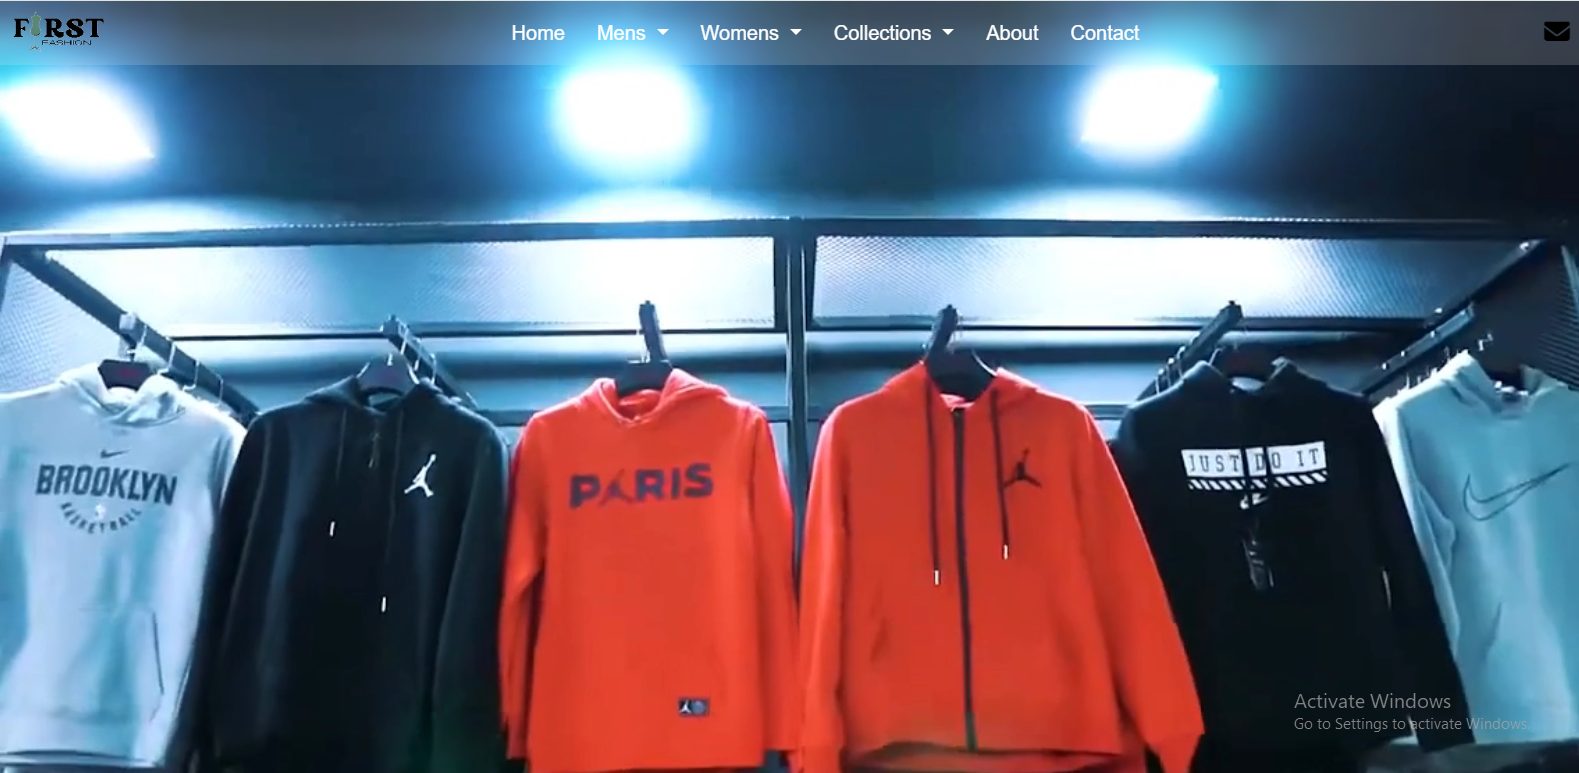 FIRST
FASHION
Home Mens Womens Collections About Contact
BROOKLYN
BASKETBALL
PARIS
JUST DO IT
Activate Windows
Go to Settings to activate Windows.